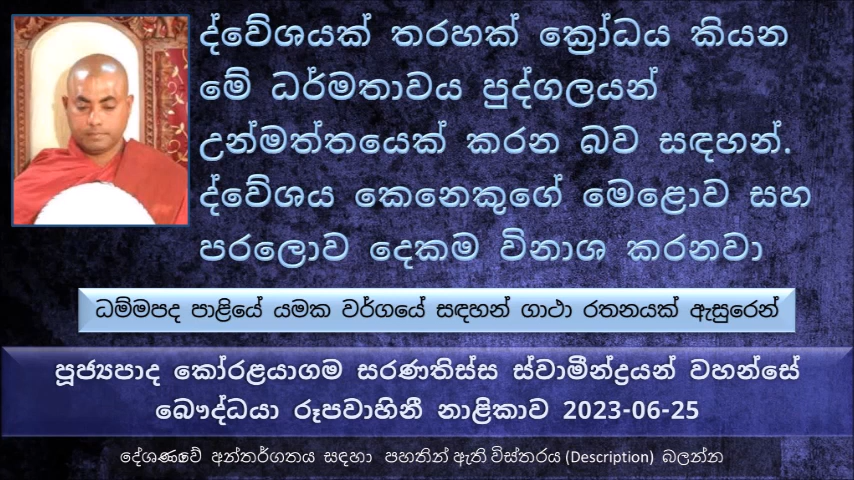 ද්වේශයක් තරහක් ක්‍රෝධය කියන
මේ ධර්මතාවය පුද්ගලයන්
උන්මත්තයෙක් කරන බව සඳහන්.
ද්වේශය කෙනෙකුගේ මෙළොව සහ
පරලොව දෙකම විනාශ කරනවා
ධම්මපද පාළියේ යමක වර්ගයේ සඳහන් ගාථා රතනයක් ඇසුරෙන්
පූජ්‍යපාද කෝරළයාගම සරණතිස්ස ස්වාමීන්ද්‍රයන් වහන්සේ
බෞද්ධයා රූපවාහිනී නාළිකාව 2023-06-25
දේශණාවේ අන්තර්ගතය සඳහා පහතින් ඇති විස්තරය (Description) බලන්න